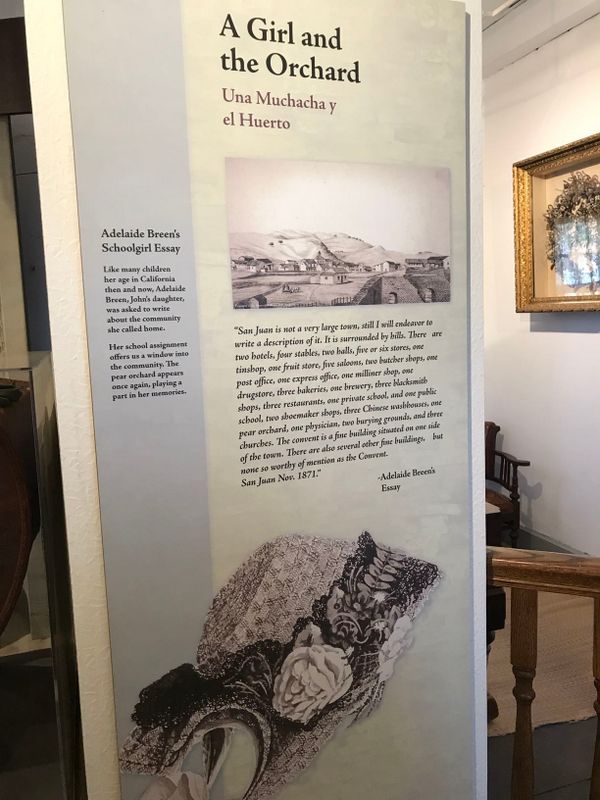 A Girl and
the Orchard
Una Muchacha y
el Huerto
Adelaide Breen's
Schoolgirl Essay
Like many children
her age in California
then and now, Adelaide
Breen, John's daughter,
was asked to write
about the community
she called home.
Her school assignment
offers us a window into
the community. The
pear orchard appears
once again, playing a
part in her memories.
"San Juan is not a very large town, still I will endeavor to
write a description of it. It is surrounded by hills. There are
two hotels, four stables, two halls, five or six stores, one
tinshop, one fruit store, five saloons, two butcher shops, one
post office, one express office, one milliner shop, one
drugstore, three bakeries, one brewery, three blacksmith
shops, three restaurants, one private school, and one public
school, two shoemaker shops, three Chinese washhouses, one
pear orchard, one physician, two burying grounds, and three
churches. The convent is a fine building situated on one side
of the town. There are also several other fine buildings, but
none so worthy of mention as the Convent.
San Juan Nov. 1871."
-Adelaide Breen's
Essay